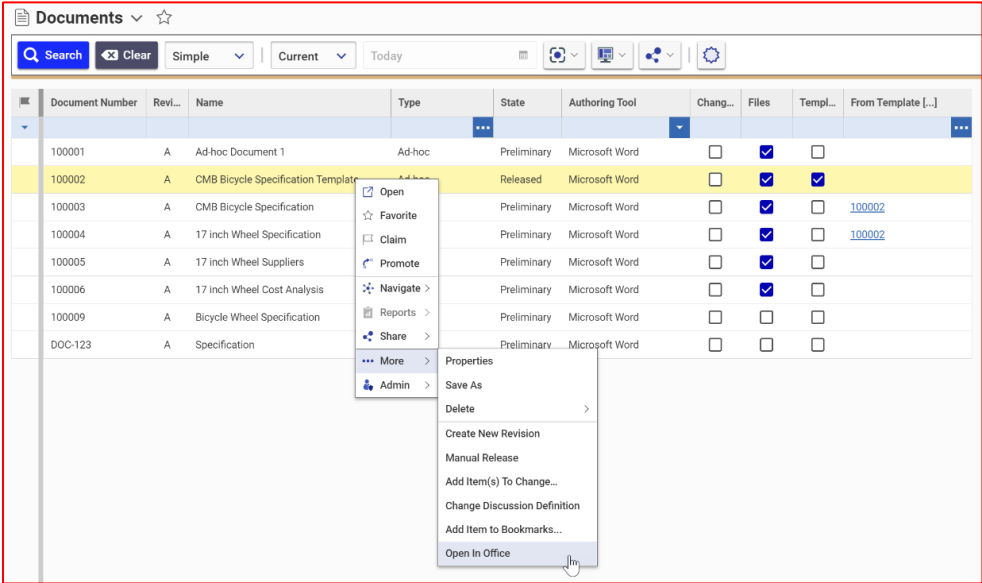 Documents
Search Clear Simple Current Today
Document Number Revi... Name Type State Authoring Tool Chang... Files Templ... From Template [...]
100001 A Ad-hoc Document 1 Ad-hoc Preliminary Microsoft Word
100002 A CMB Bicycle Specification Template Ad-hoc Released Microsoft Word
100003 A CMB Bicycle Specification Preliminary Microsoft Word 100002
100004 A 17 inch Wheel Specification Preliminary Microsoft Word 100002
100005 A 17 inch Wheel Suppliers Preliminary Microsoft Word
100006 A 17 inch Wheel Cost Analysis Preliminary Microsoft Word
100009 A Bicycle Wheel Specification Preliminary Microsoft Word
DOC-123 A Specification Preliminary Microsoft Word
Open
Favorite
Claim
Promote
Navigate >
Reports >
Share >
More >
Admin >
Properties
Save As
Delete >
Create New Revision
Manual Release
Add Item(s) To Change...
Change Discussion Definition
Add Item to Bookmarks...
Open In Office